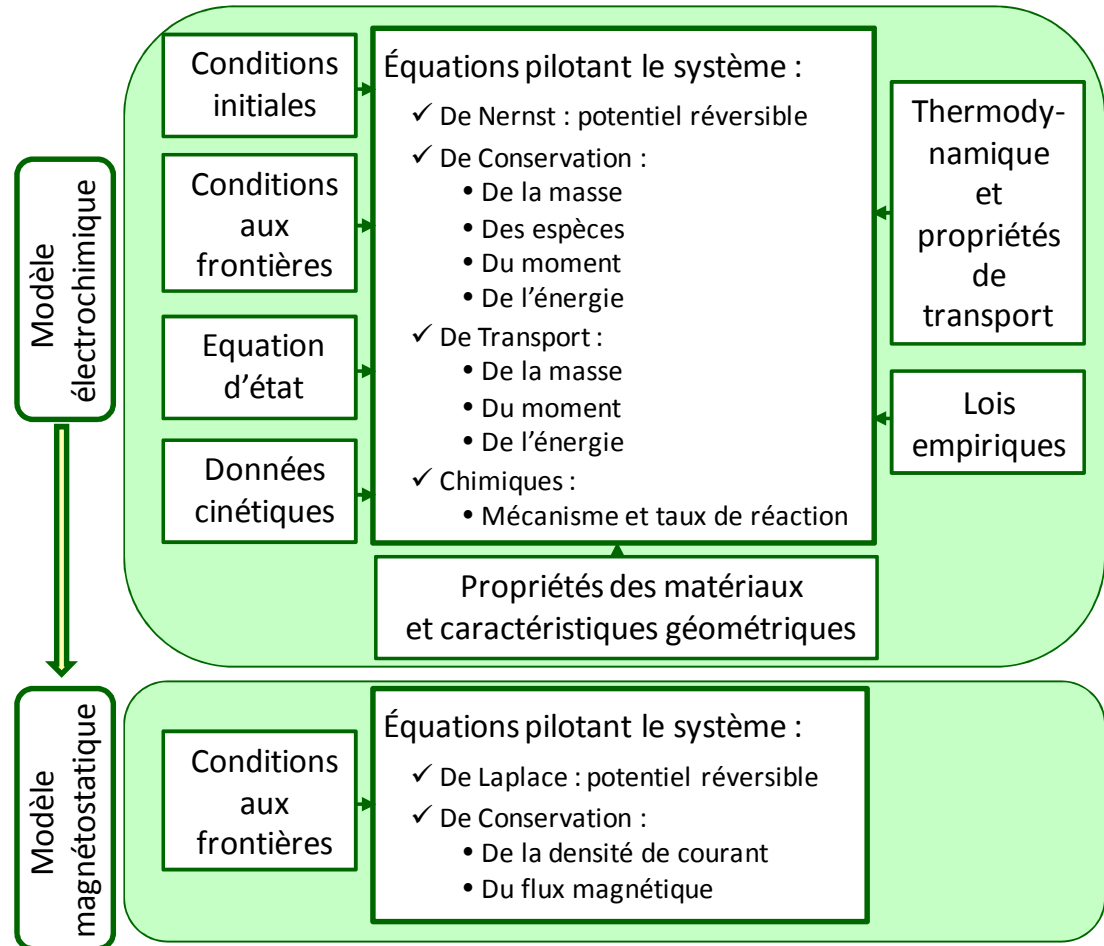 Modèle
électrochimique
Conditions
initiales
Conditions
aux
frontières
Equation
d’état
Données
cinétiques
Équations pilotant le système :
✓ De Nernst : potentiel réversible
✓ De Conservation :
• De la masse
• Des espèces
• Du moment
• De l’énergie
✓ De Transport :
• De la masse
• Du moment
• De l’énergie
✓ Chimiques :
• Mécanisme et taux de réaction
Thermody-
namique
et
propriétés
de
transport
Lois
empiriques
Propriétés des matériaux
et caractéristiques géométriques
Modèle
magnétostatique
Conditions
aux
frontières
Équations pilotant le système :
✓ De Laplace : potentiel réversible
✓ De Conservation :
• De la densité de courant
• Du flux magnétique